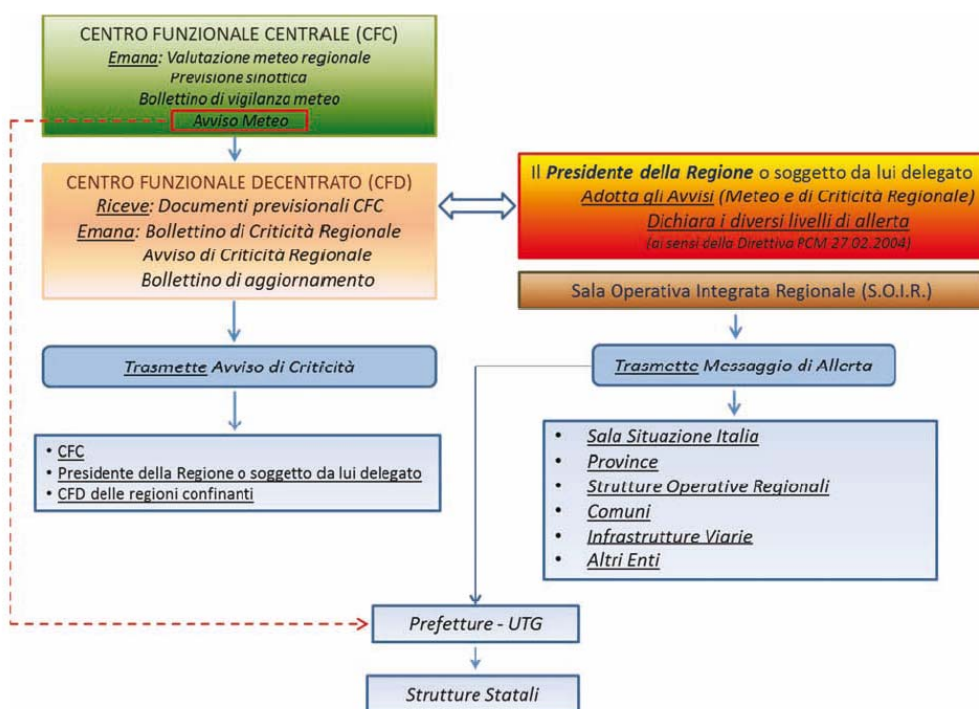 CENTRO FUNZIONALE CENTRALE (CFC)
Emana: Valutazione meteo regionale
Previsione sinottica
Bollettino di vigilanza meteo
Avviso Meteo
CENTRO FUNZIONALE DECENTRATO (CFD)
Riceve: Documenti previsionali CFC
Emana: Bollettino di Criticità Regionale
Avviso di Criticità Regionale
Bollettino di aggiornamento
Il Presidente della Regione o soggetto da lui delegato
Adotta gli Avvisi (Meteo e di Criticità Regionale)
Dichiara i diversi livelli di allerta
(ai sensi della Direttiva PCM 27.02.2004)
Sala Operativa Integrata Regionale (S.O.I.R.)
Trasmette Avviso di Criticità
Trasmette Messaggio di Allerta
• CFC
• Presidente della Regione o soggetto da lui delegato
• CFD delle regioni confinanti
• Sala Situazione Italia
• Province
• Strutture Operative Regionali
• Comuni
• Infrastrutture Viarie
• Altri Enti
Prefetture - UTG
Strutture Statali